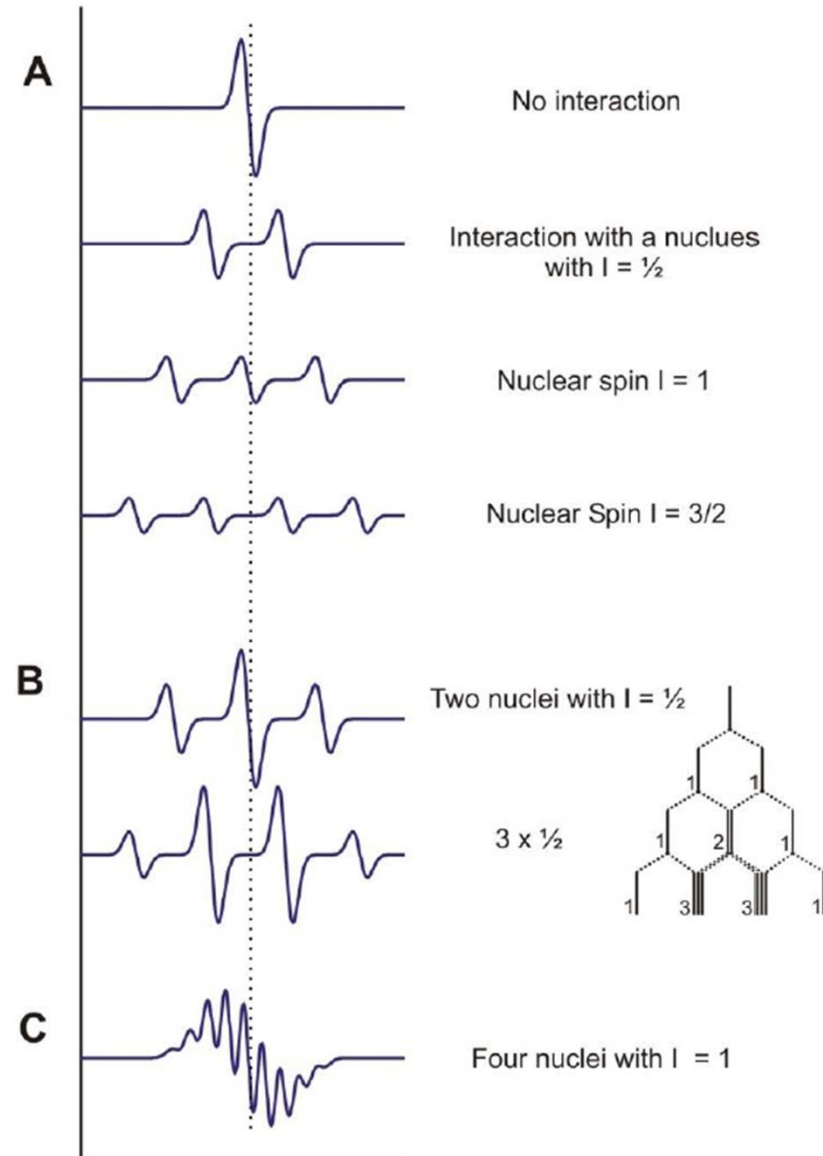 A
No interaction
Interaction with a nuclues
with I = ½
Nuclear spin I = 1
Nuclear Spin I = 3/2
B
Two nuclei with I = ½
1 1
3 x ½
1 2 1
1 3 3 1
C
Four nuclei with I = 1